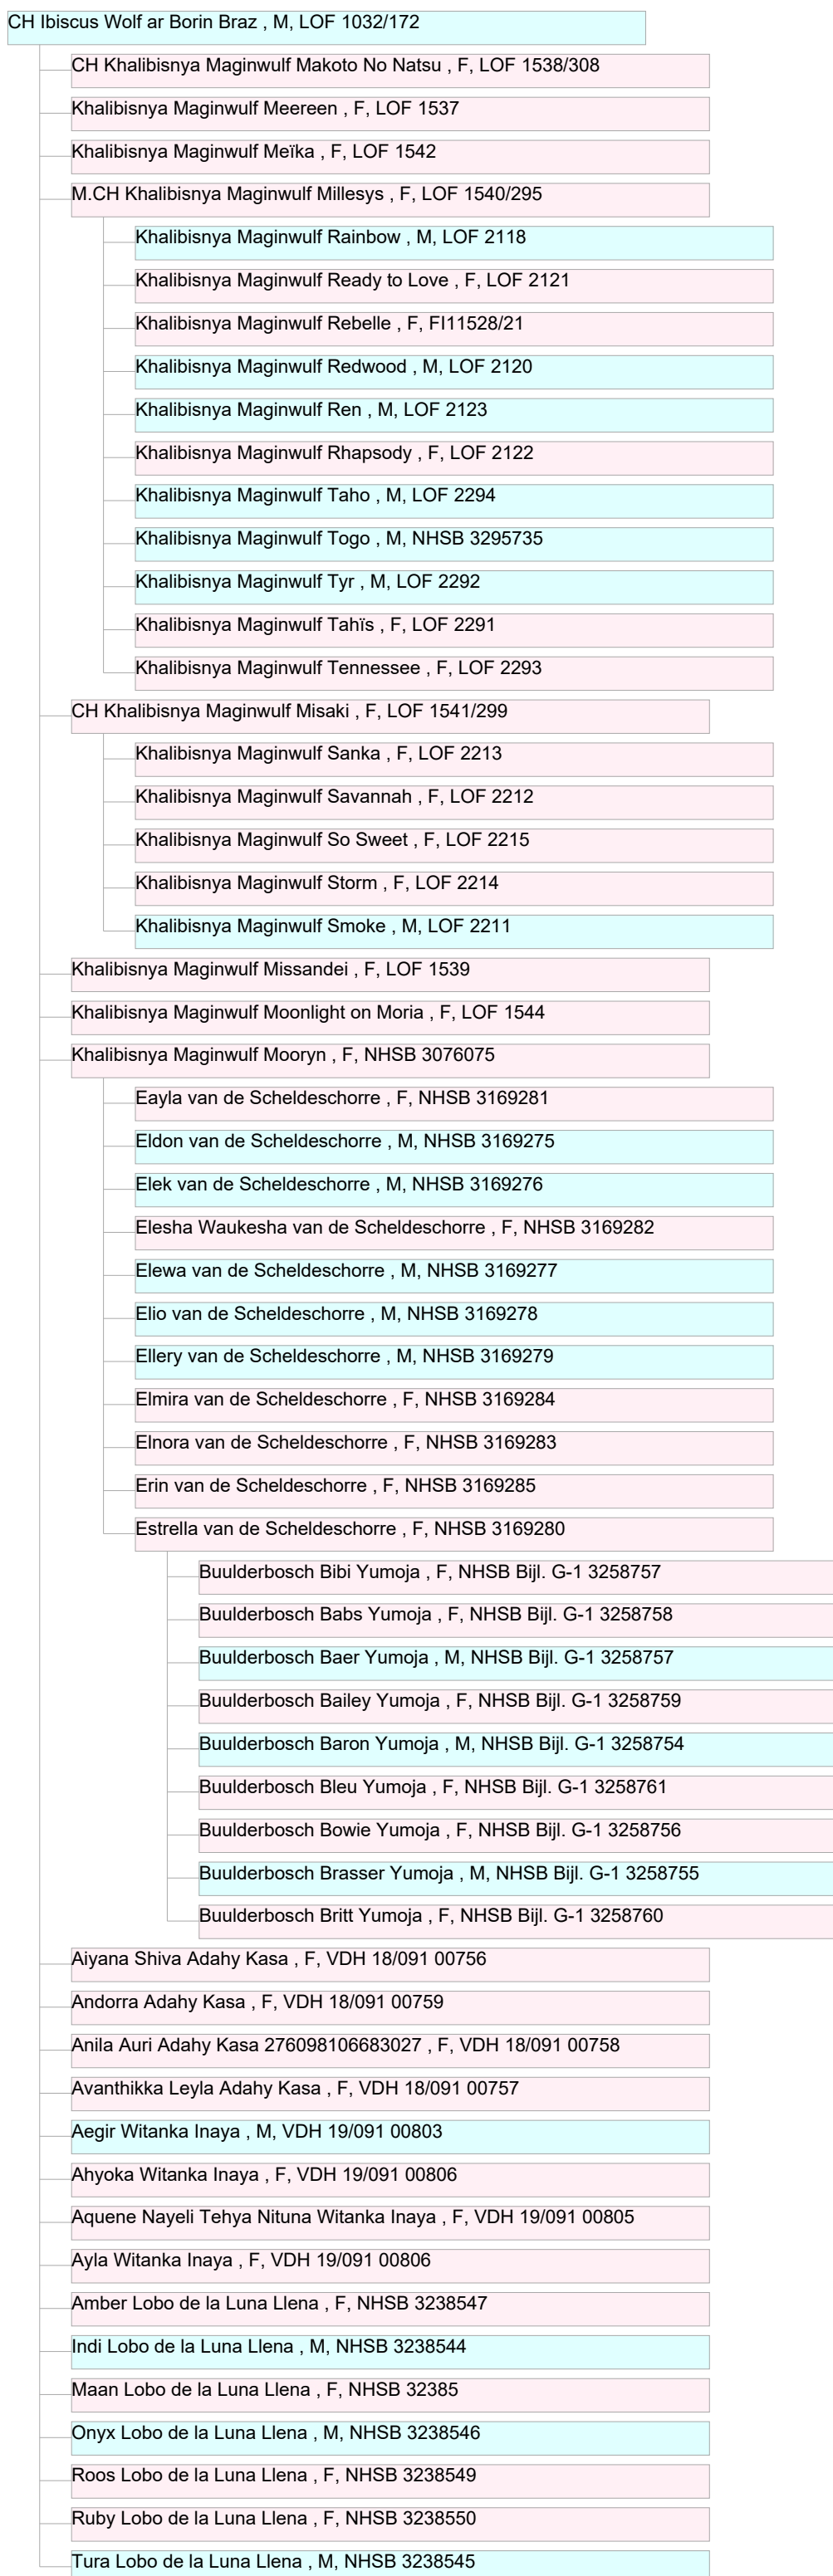 CH Ibiscus Wolf ar Borin Braz , M, LOF 1032/172
CH Khalibisnya Maginwulf Makoto No Natsu , F, LOF 1538/308
Khalibisnya Maginwulf Meereen , F, LOF 1537
Khalibisnya Maginwulf Meïka , F, LOF 1542
M.CH Khalibisnya Maginwulf Millesys , F, LOF 1540/295
Khalibisnya Maginwulf Rainbow , M, LOF 2118
Khalibisnya Maginwulf Ready to Love , F, LOF 2121
Khalibisnya Maginwulf Rebelle , F, FI11528/21
Khalibisnya Maginwulf Redwood , M, LOF 2120
Khalibisnya Maginwulf Ren , M, LOF 2123
Khalibisnya Maginwulf Rhapsody , F, LOF 2122
Khalibisnya Maginwulf Taho , M, LOF 2294
Khalibisnya Maginwulf Togo , M, NHSB 3295735
Khalibisnya Maginwulf Tyr , M, LOF 2292
Khalibisnya Maginwulf Tahïs , F, LOF 2291
Khalibisnya Maginwulf Tennessee , F, LOF 2293
CH Khalibisnya Maginwulf Misaki , F, LOF 1541/299
Khalibisnya Maginwulf Sanka , F, LOF 2213
Khalibisnya Maginwulf Savannah , F, LOF 2212
Khalibisnya Maginwulf So Sweet , F, LOF 2215
Khalibisnya Maginwulf Storm , F, LOF 2214
Khalibisnya Maginwulf Smoke , M, LOF 2211
Khalibisnya Maginwulf Missandei , F, LOF 1539
Khalibisnya Maginwulf Moonlight on Moria , F, LOF 1544
Khalibisnya Maginwulf Mooryn , F, NHSB 3076075
Eayla van de Scheldeschorre , F, NHSB 3169281
Eldon van de Scheldeschorre , M, NHSB 3169275
Elek van de Scheldeschorre , M, NHSB 3169276
Elesha Waukesha van de Scheldeschorre , F, NHSB 3169282
Elewa van de Scheldeschorre , M, NHSB 3169277
Elio van de Scheldeschorre , M, NHSB 3169278
Ellery van de Scheldeschorre , M, NHSB 3169279
Elmira van de Scheldeschorre , F, NHSB 3169284
Elnora van de Scheldeschorre , F, NHSB 3169283
Erin van de Scheldeschorre , F, NHSB 3169285
Estrella van de Scheldeschorre , F, NHSB 3169280
Buulderbosch Bibi Yumoja , F, NHSB Bijl. G-1 3258757
Buulderbosch Babs Yumoja , F, NHSB Bijl. G-1 3258758
Buulderbosch Baer Yumoja , M, NHSB Bijl. G-1 3258757
Buulderbosch Bailey Yumoja , F, NHSB Bijl. G-1 3258759
Buulderbosch Baron Yumoja , M, NHSB Bijl. G-1 3258754
Buulderbosch Bleu Yumoja , F, NHSB Bijl. G-1 3258761
Buulderbosch Bowie Yumoja , F, NHSB Bijl. G-1 3258756
Buulderbosch Brasser Yumoja , M, NHSB Bijl. G-1 3258755
Buulderbosch Britt Yumoja , F, NHSB Bijl. G-1 3258760
Aiyana Shiva Adahy Kasa , F, VDH 18/091 00756
Andorra Adahy Kasa , F, VDH 18/091 00759
Anila Auri Adahy Kasa 276098106683027 , F, VDH 18/091 00758
Avanthikka Leyla Adahy Kasa , F, VDH 18/091 00757
Aegir Witanka Inaya , M, VDH 19/091 00803
Ahyoka Witanka Inaya , F, VDH 19/091 00806
Aquene Nayeli Tehya Nituna Witanka Inaya , F, VDH 19/091 00805
Ayla Witanka Inaya , F, VDH 19/091 00806
Amber Lobo de la Luna Llena , F, NHSB 3238547
Indi Lobo de la Luna Llena , M, NHSB 3238544
Maan Lobo de la Luna Llena , F, NHSB 32385
Onyx Lobo de la Luna Llena , M, NHSB 3238546
Roos Lobo de la Luna Llena , F, NHSB 3238549
Ruby Lobo de la Luna Llena , F, NHSB 3238550
Tura Lobo de la Luna Llena , M, NHSB 3238545